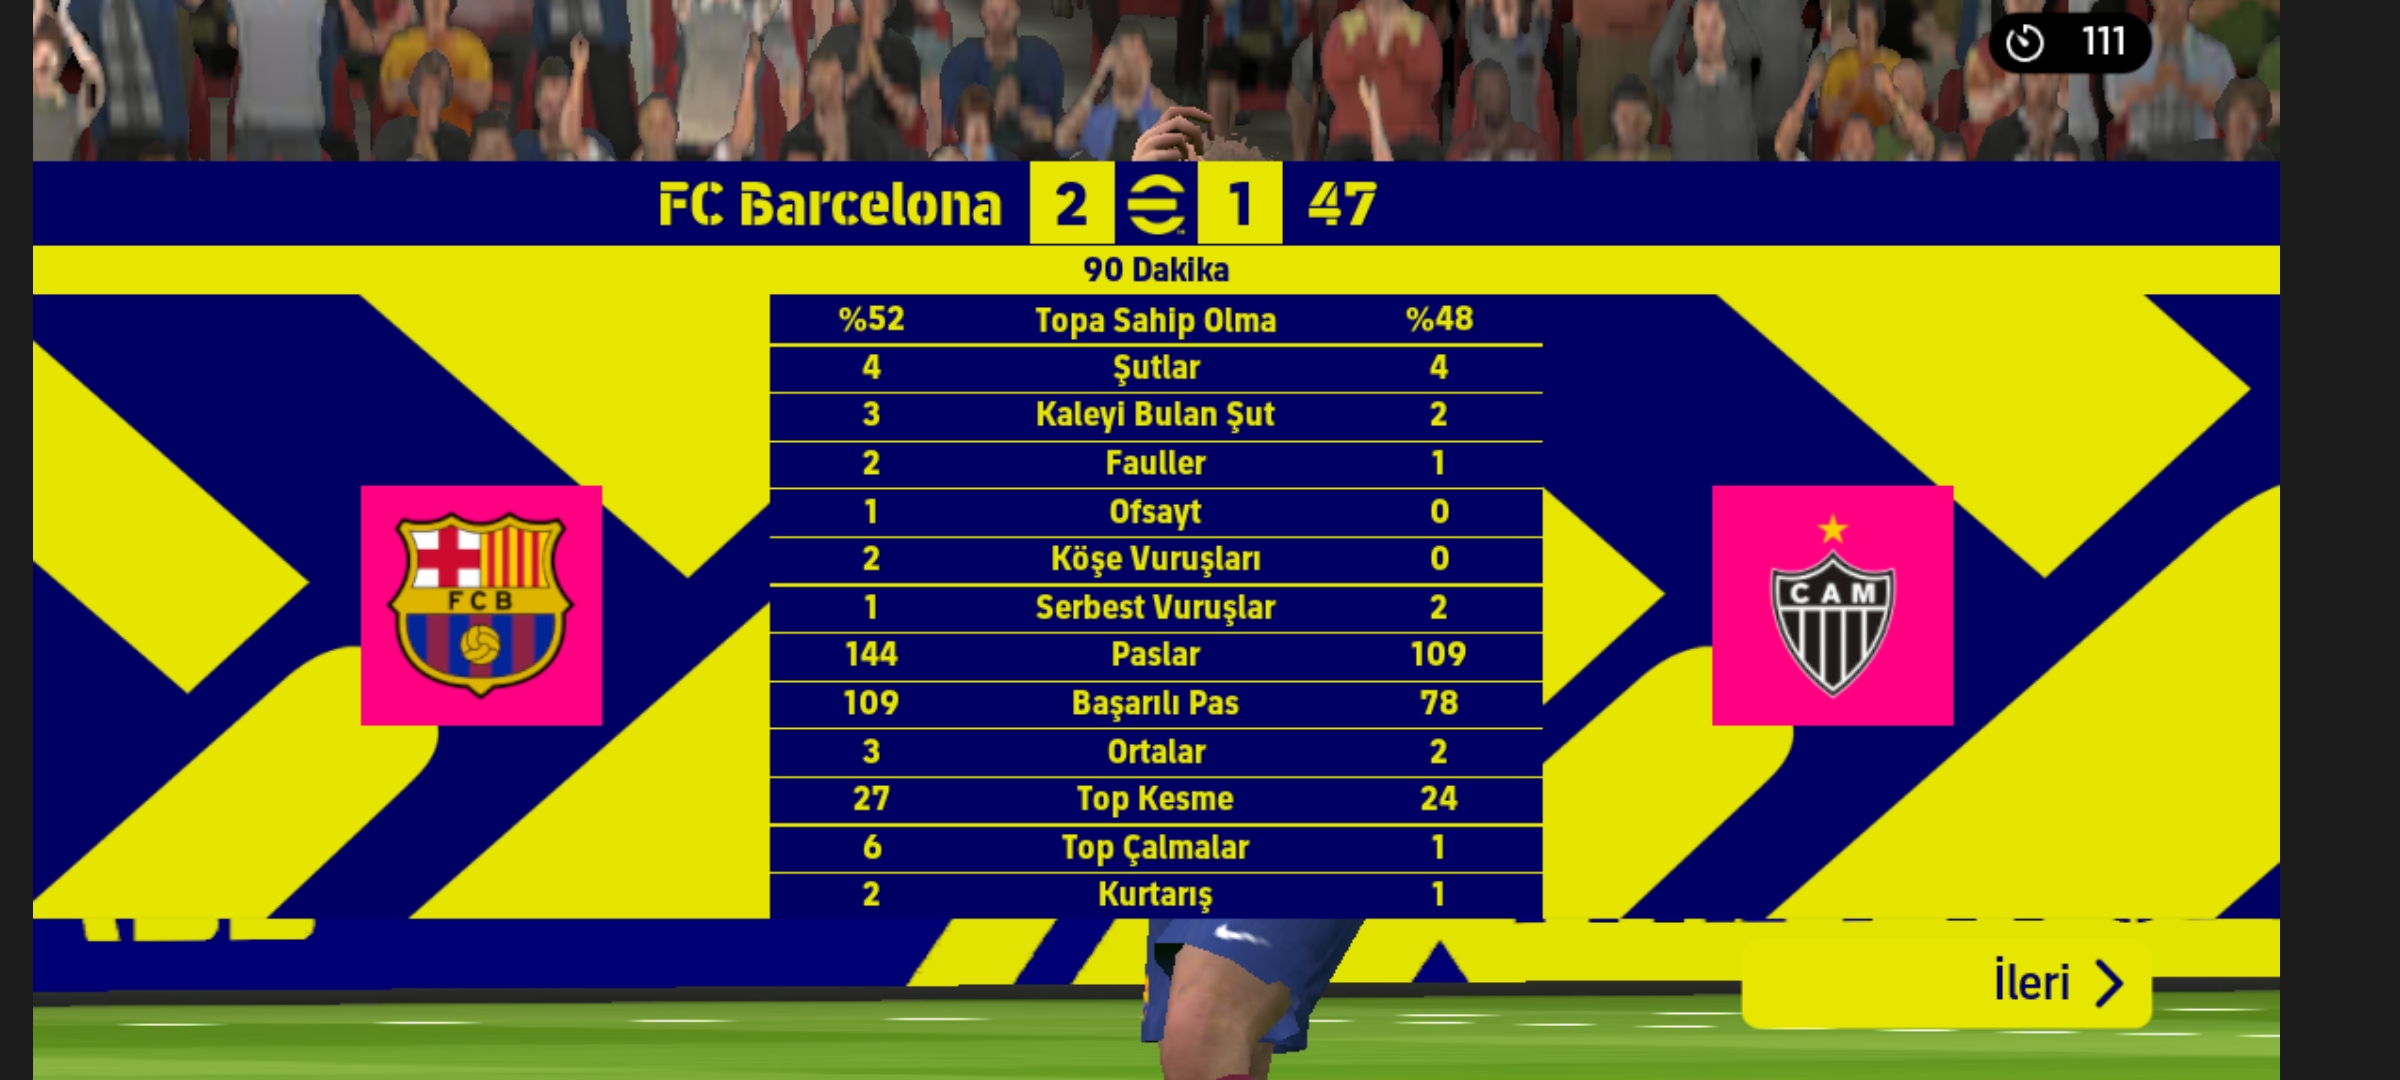 111
FC Barcelona 2 1 47
90 Dakika
%52 Topa Sahip Olma %48
4 Şutlar 4
3 Kaleyi Bulan Şut 2
2 Fauller 1
1 Ofsayt 0
2 Köşe Vuruşları 0
1 Serbest Vuruşlar 2
144 Paslar 109
109 Başarılı Pas 78
3 Ortalar 2
27 Top Kesme 24
6 Top Çalmalar 1
2 Kurtarış 1
FCB
CAM
İleri